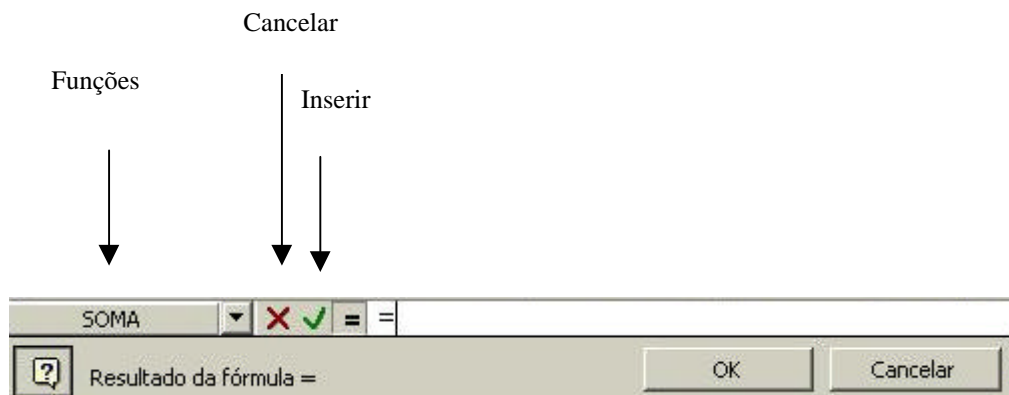 Cancelar
Funções
Inserir
SOMA = =
Resultado da fórmula = OK Cancelar